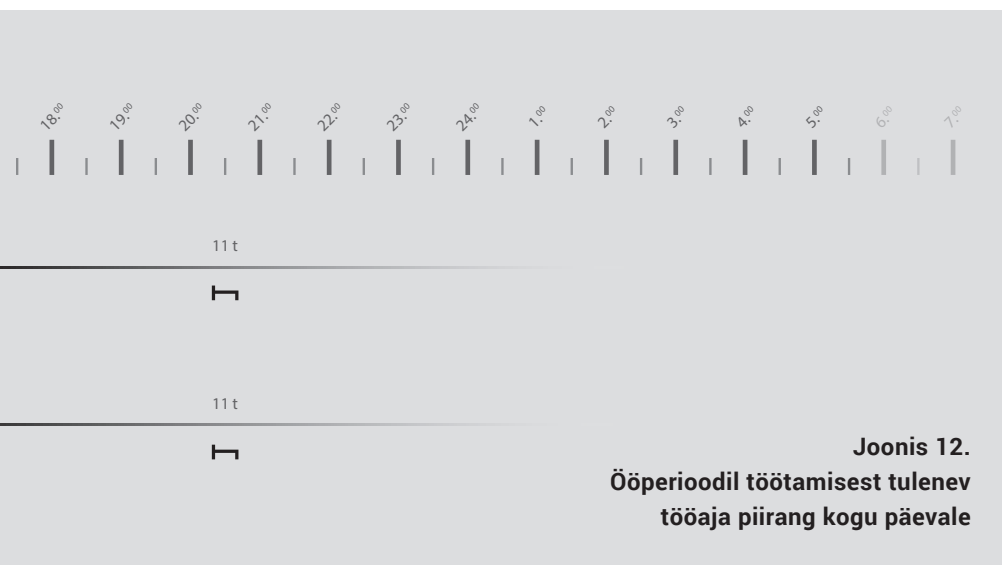 18.00 19.00 20.00 21.00 22.00 23.00 24.00 1.00 2.00 3.00 4.00 5.00 6.00 7.00
11 t
11 t
Joonis 12.
Ööperioodil töötamisest tulenev
tööaja piirang kogu päevale